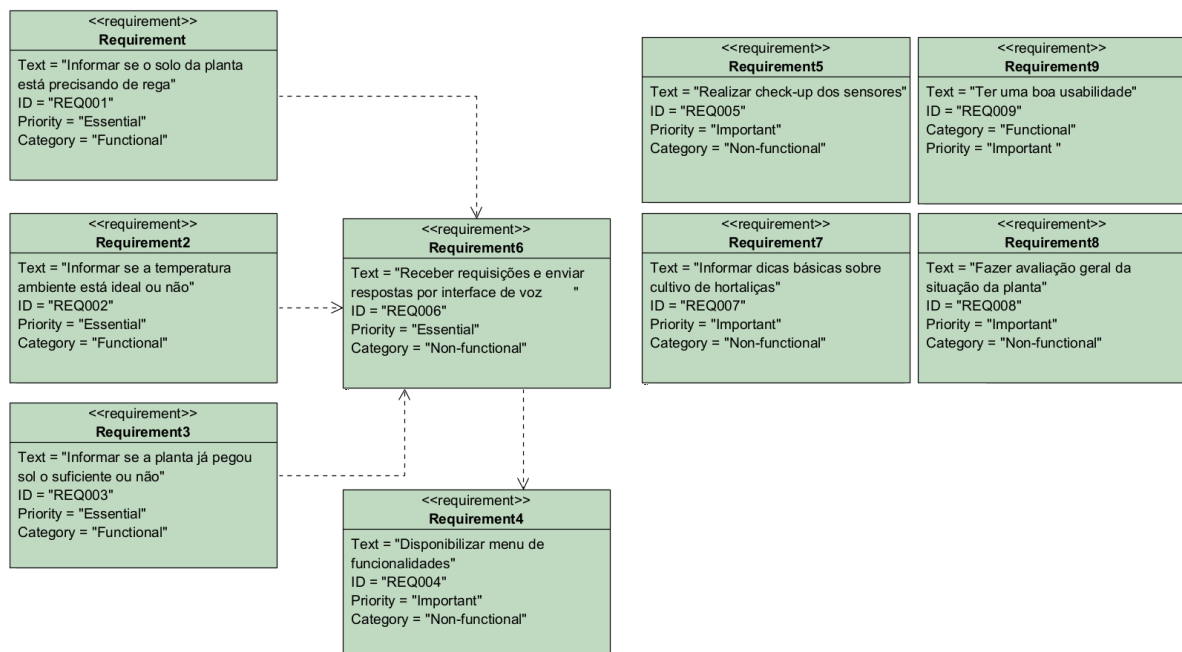 <<requirement>>
Requirement
Text = "Informar se o solo da planta
está precisando de rega"
ID = "REQ001"
Priority = "Essential"
Category = "Functional"
<<requirement>>
Requirement2
Text = "Informar se a temperatura
ambiente está ideal ou não"
ID = "REQ002"
Priority = "Essential"
Category = "Functional"
<<requirement>>
Requirement3
Text = "Informar se a planta já pegou
sol o suficiente ou não"
ID = "REQ003"
Priority = "Essential"
Category = "Functional"
<<requirement>>
Requirement6
Text = "Receber requisições e enviar
respostas por interface de voz "
ID = "REQ006"
Priority = "Essential"
Category = "Non-functional"
<<requirement>>
Requirement4
Text = "Disponibilizar menu de
funcionalidades"
ID = "REQ004"
Priority = "Important"
Category = "Non-functional"
<<requirement>>
Requirement5
Text = "Realizar check-up dos sensores"
ID = "REQ005"
Priority = "Important"
Category = "Non-functional"
<<requirement>>
Requirement9
Text = "Ter uma boa usabilidade"
ID = "REQ009"
Category = "Functional"
Priority = "Important "
<<requirement>>
Requirement7
Text = "Informar dicas básicas sobre
cultivo de hortaliças"
ID = "REQ007"
Priority = "Important"
Category = "Non-functional"
<<requirement>>
Requirement8
Text = "Fazer avaliação geral da
situação da planta"
ID = "REQ008"
Priority = "Important"
Category = "Non-functional"